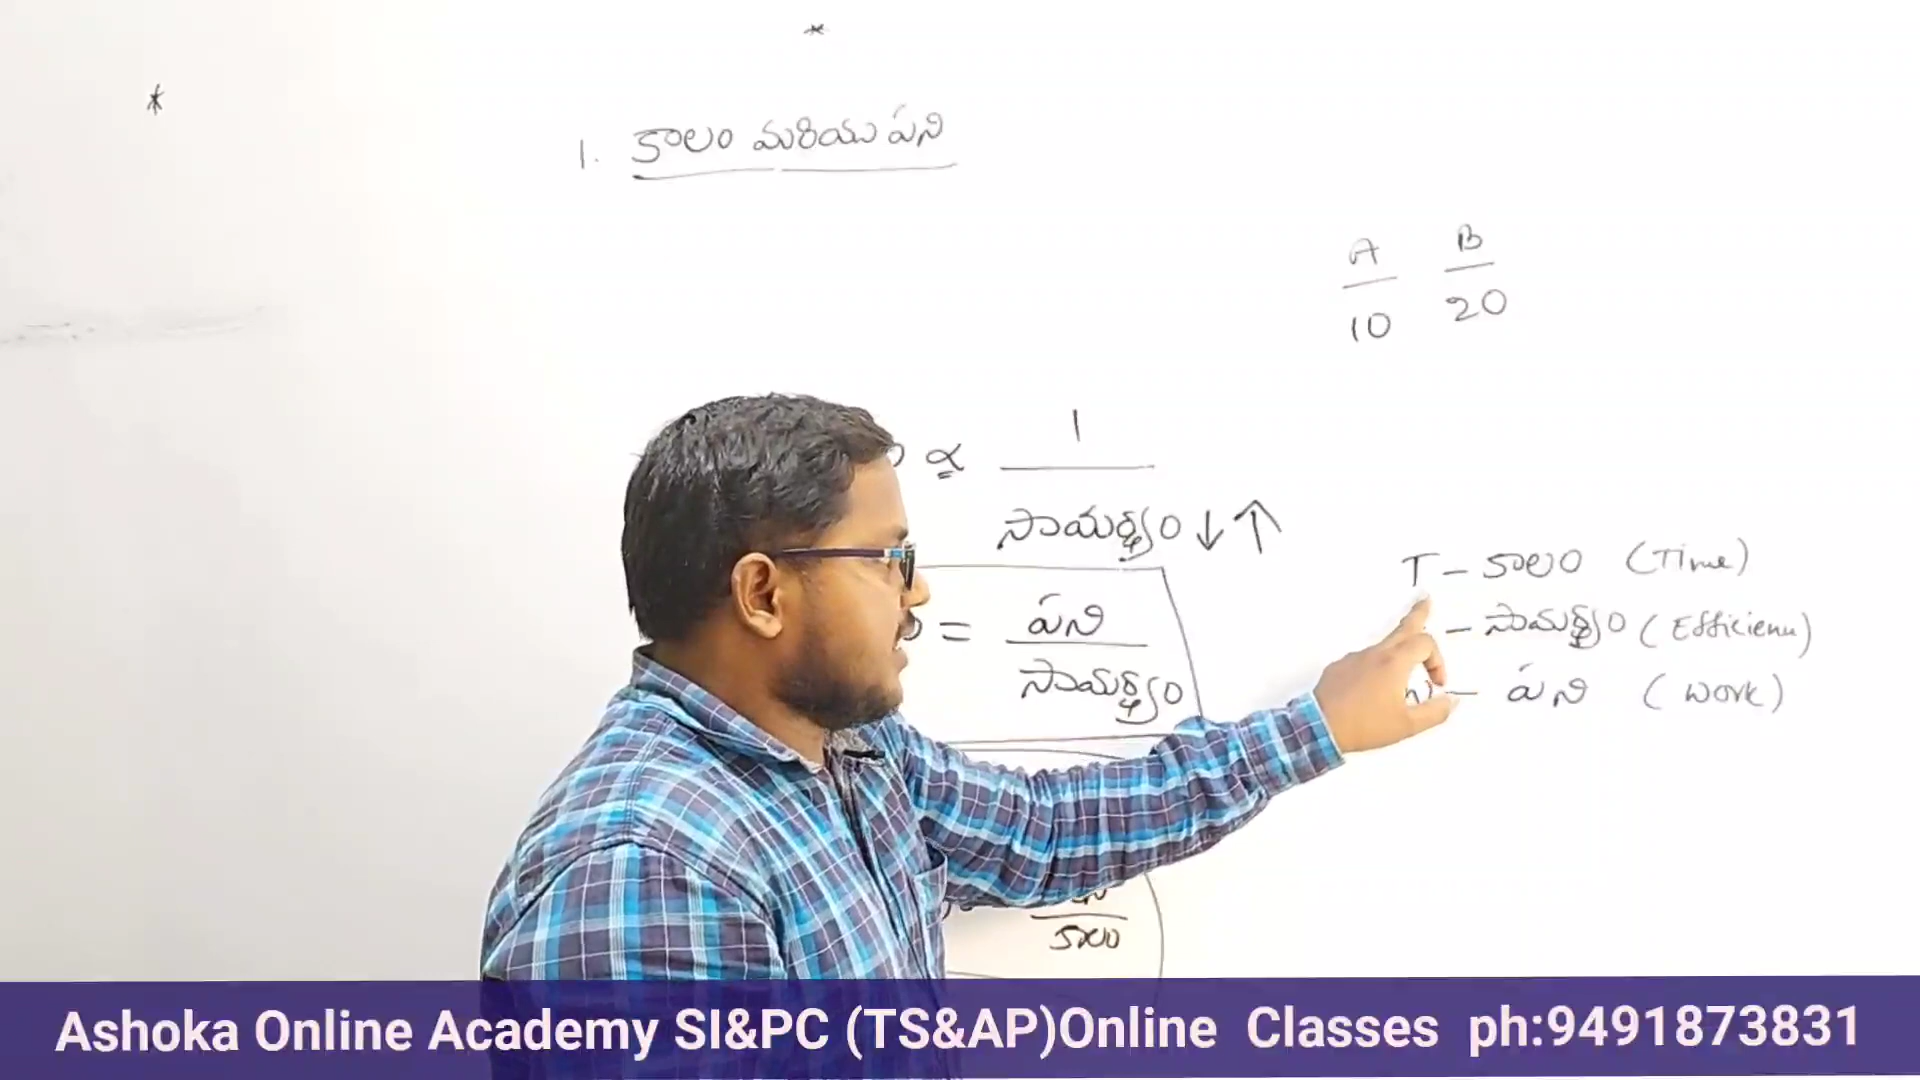 1. కాలం మరియు పని
A B
10 20
∝ 1
సామర్థ్యం ↓ ↑
= పని
సామర్థ్యం
T - కాలం (Time)
- సామర్థ్యం (Efficiency)
- పని (work)
కాలం
Ashoka Online Academy SI&PC (TS&AP)Online Classes ph:9491873831